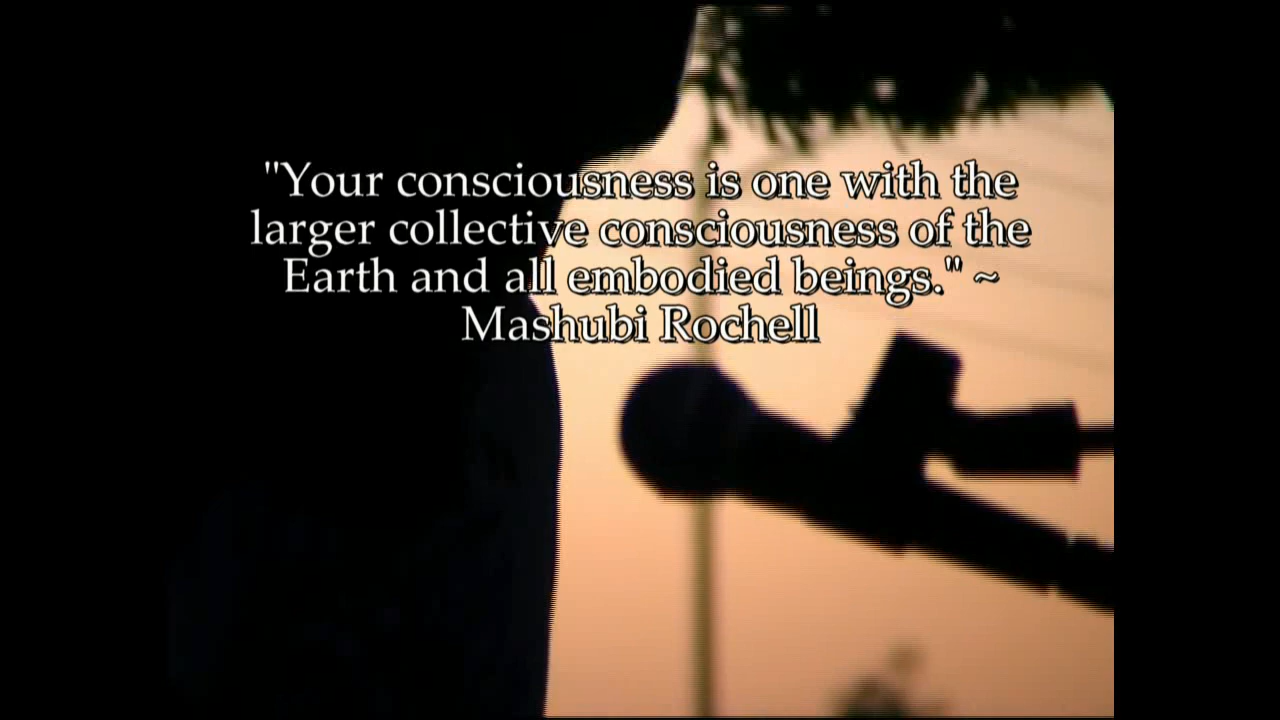 "Your consciousness is one with the
larger collective consciousness of the
Earth and all embodied beings." ~
Mashubi Rochell